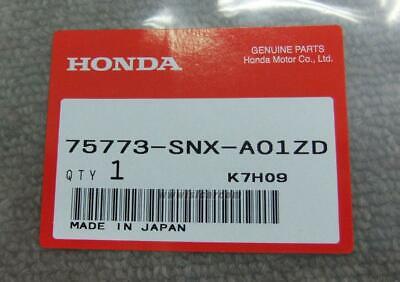 HONDA
GENUINE PARTS
Honda Motor Co., Ltd.
75773-SNX-A01ZD
QTY 1
K7H09
MADE IN JAPAN